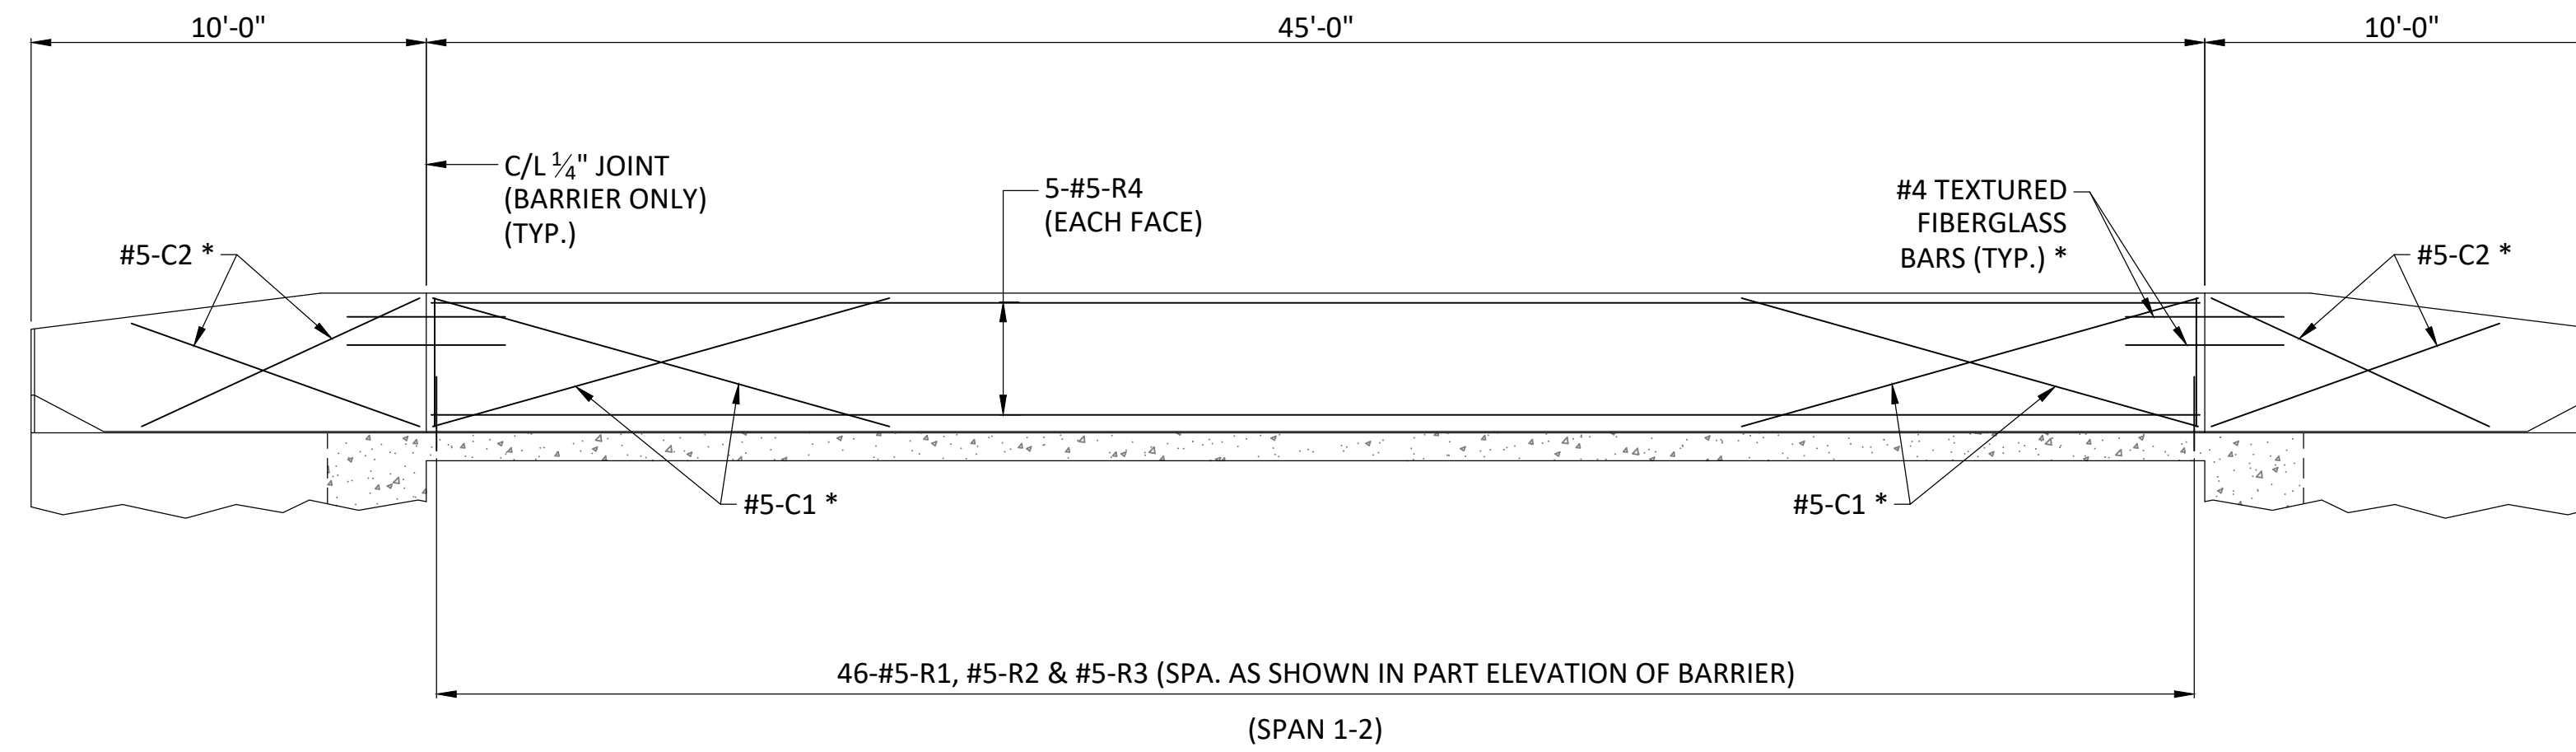 10'-0"
45'-0"
10'-0"
C/L ¼" JOINT
(BARRIER ONLY)
(TYP.)
5-#5-R4
(EACH FACE)
#4 TEXTURED
FIBERGLASS
BARS (TYP.) *
#5-C2 *
#5-C2 *
#5-C1 *
#5-C1 *
46-#5-R1, #5-R2 & #5-R3 (SPA. AS SHOWN IN PART ELEVATION OF BARRIER)
(SPAN 1-2)